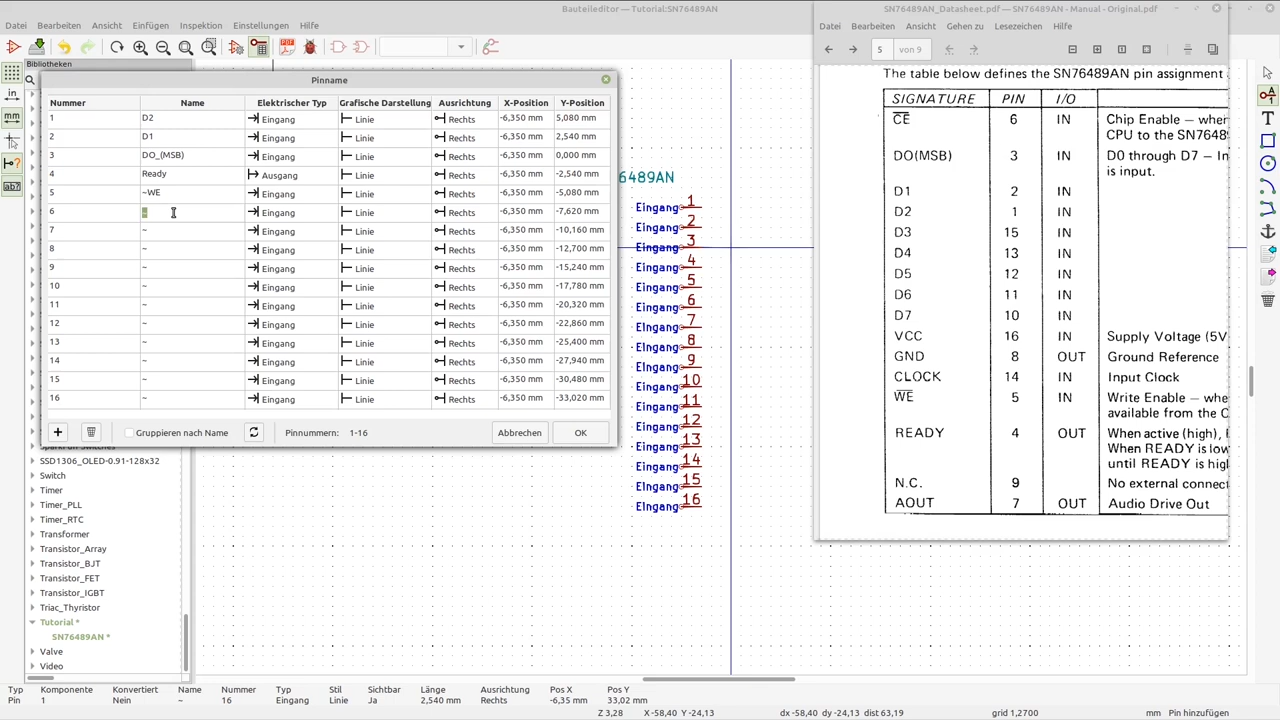 Bauteileditor — Tutorial:SN76489AN
Datei Bearbeiten Ansicht Einfügen Inspektion Einstellungen Hilfe
Bibliotheken
Pinname
Nummer Name Elektrischer Typ Grafische Darstellung Ausrichtung X-Position Y-Position
1 D2 Eingang Linie Rechts -6,350 mm 5,080 mm
2 D1 Eingang Linie Rechts -6,350 mm 2,540 mm
3 DO_(MSB) Eingang Linie Rechts -6,350 mm 0,000 mm
4 Ready Ausgang Linie Rechts -6,350 mm -2,540 mm
5 ~WE Eingang Linie Rechts -6,350 mm -5,080 mm
6 Eingang Linie Rechts -6,350 mm -7,620 mm
7 ~ Eingang Linie Rechts -6,350 mm -10,160 mm
8 ~ Eingang Linie Rechts -6,350 mm -12,700 mm
9 ~ Eingang Linie Rechts -6,350 mm -15,240 mm
10 ~ Eingang Linie Rechts -6,350 mm -17,780 mm
11 ~ Eingang Linie Rechts -6,350 mm -20,320 mm
12 ~ Eingang Linie Rechts -6,350 mm -22,860 mm
13 ~ Eingang Linie Rechts -6,350 mm -25,400 mm
14 ~ Eingang Linie Rechts -6,350 mm -27,940 mm
15 ~ Eingang Linie Rechts -6,350 mm -30,480 mm
16 ~ Eingang Linie Rechts -6,350 mm -33,020 mm
Gruppieren nach Name Pinnummern: 1-16 Abbrechen OK
in
mm
ab?
SSD1306_OLED-0.91-128x32
Switch
Timer
Timer_PLL
Timer_RTC
Transformer
Transistor_Array
Transistor_BJT
Transistor_FET
Transistor_IGBT
Triac_Thyristor
Tutorial *
SN76489AN *
Valve
Video
6489AN
Eingang 1
Eingang 2
Eingang 3
Eingang 4
Eingang 5
Eingang 6
Eingang 7
Eingang 8
Eingang 9
Eingang 10
Eingang 11
Eingang 12
Eingang 13
Eingang 14
Eingang 15
Eingang 16
SN76489AN_Datasheet.pdf — SN76489AN - Manual - Original.pdf
Datei Bearbeiten Ansicht Gehen zu Lesezeichen Hilfe
5 von 9
The table below defines the SN76489AN pin assignment
SIGNATURE PIN I/O
CE 6 IN Chip Enable — when
CPU to the SN7648
DO(MSB) 3 IN D0 through D7 — In
is input.
D1 2 IN
D2 1 IN
D3 15 IN
D4 13 IN
D5 12 IN
D6 11 IN
D7 10 IN
VCC 16 IN Supply Voltage (5V
GND 8 OUT Ground Reference
CLOCK 14 IN Input Clock
WE 5 IN Write Enable — whe
available from the C
READY 4 OUT When active (high), 
When READY is low
until READY is hig
N.C. 9 No external connect
AOUT 7 OUT Audio Drive Out
Typ Komponente Konvertiert Name Nummer Typ Stil Sichtbar Länge Ausrichtung Pos X Pos Y
Pin 1 Nein ~ 16 Eingang Linie Ja 2,540 mm Rechts -6,35 mm 33,02 mm
Z 3,28 X -58,40 Y -24,13 dx -58,40 dy -24,13 dist 63,19 grid 1,2700 mm Pin hinzufügen